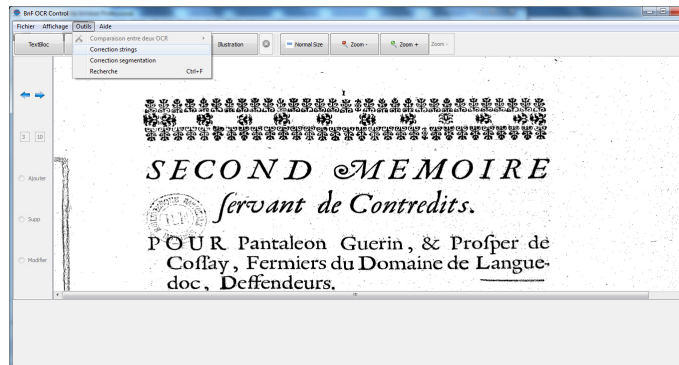 BnF OCR Control
Fichier Affichage Outils Aide
Comparaison entre deux OCR
Correction strings
Correction segmentation
Recherche Ctrl+F
TextBloc
Illustration
Normal Size
Zoom -
Zoom +
Zoom -
3 10
Ajouter
Supp
Modifier
I
SECOND MEMOIRE
ſervant de Contredits.
POUR Pantaleon Guerin, & Proſper de
Coſſay, Fermiers du Domaine de Langue-
doc, Deffendeurs.